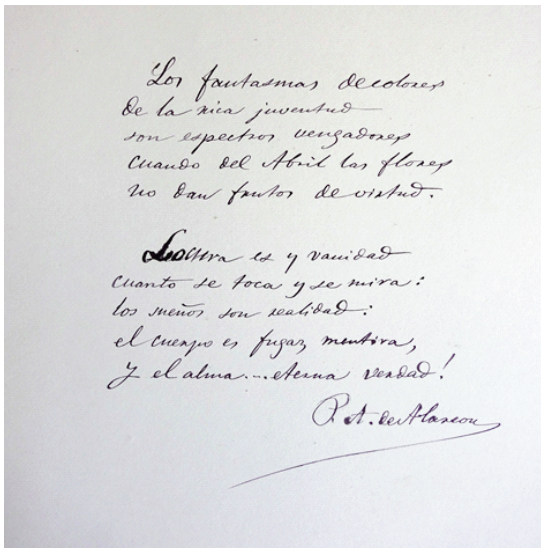 Los fantasmas de colores
de la rica juventud
son espectros vengadores
cuando del Abril las flores
no dan frutos de virtud.
Locura es y vanidad
cuanto se toca y se mira:
los sueños son realidad:
el cuerpo es fugaz mentira,
y el alma... eterna verdad!
P. A. de Alarcon